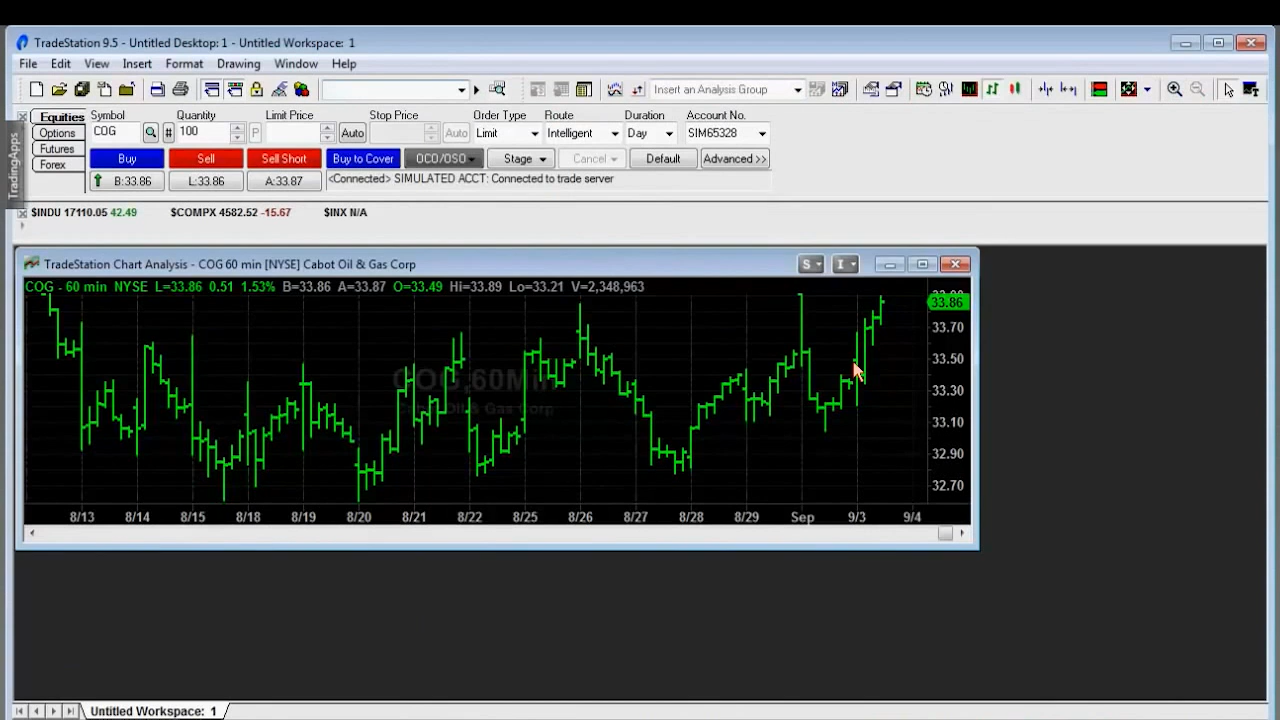 TradeStation 9.5 - Untitled Desktop: 1 - Untitled Workspace: 1
File Edit View Insert Format Drawing Window Help
Insert an Analysis Group
TradingApps
Equities Symbol Quantity Limit Price Stop Price Order Type Route Duration Account No.
Options COG # 100 P Auto Auto Limit Intelligent Day SIM65328
Futures
Forex Buy Sell Sell Short Buy to Cover OCO/OSO Stage Cancel Default Advanced >>
B:33.86 L:33.86 A:33.87 <Connected> SIMULATED ACCT: Connected to trade server
$INDU 17110.05 42.49 $COMPX 4582.52 -15.67 $INX N/A
TradeStation Chart Analysis - COG 60 min [NYSE] Cabot Oil & Gas Corp S I
COG - 60 min NYSE L=33.86 0.51 1.53% B=33.86 A=33.87 O=33.49 Hi=33.89 Lo=33.21 V=2,348,963
33.86
33.70
33.50
COG,60Min
33.30
Cabot Oil & Gas Corp
33.10
32.90
32.70
8/13 8/14 8/15 8/18 8/19 8/20 8/21 8/22 8/25 8/26 8/27 8/28 8/29 Sep 9/3 9/4
Untitled Workspace: 1